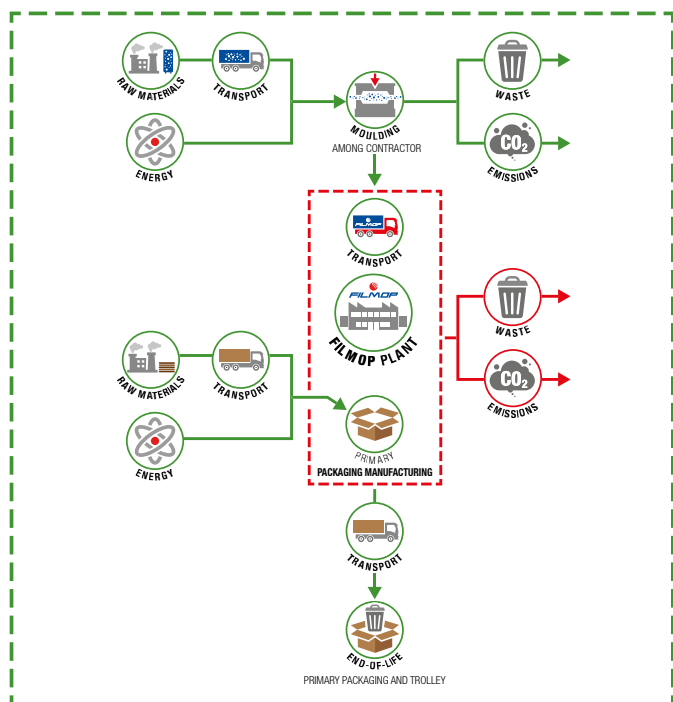 RAW MATERIALS
TRANSPORT
WASTE
MOULDING
AMONG CONTRACTOR
ENERGY
CO2
EMISSIONS
FILMOP
TRANSPORT
FILMOP
FILMOP PLANT
WASTE
RAW MATERIALS
TRANSPORT
CO2
EMISSIONS
ENERGY
PRIMARY
PACKAGING MANUFACTURING
TRANSPORT
END-OF-LIFE
PRIMARY PACKAGING AND TROLLEY